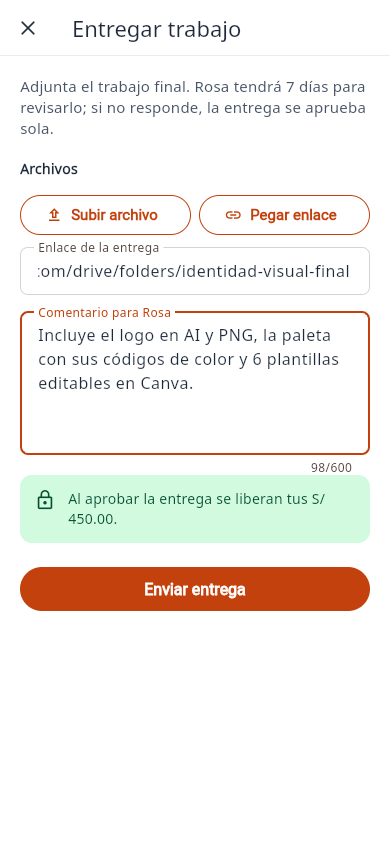 Entregar trabajo
Adjunta el trabajo final. Rosa tendrá 7 días para
revisarlo; si no responde, la entrega se aprueba
sola.
Archivos
Subir archivo
Pegar enlace
Enlace de la entrega
:om/drive/folders/identidad-visual-final
Comentario para Rosa
Incluye el logo en AI y PNG, la paleta
con sus códigos de color y 6 plantillas
editables en Canva.
98/600
Al aprobar la entrega se liberan tus S/
450.00.
Enviar entrega